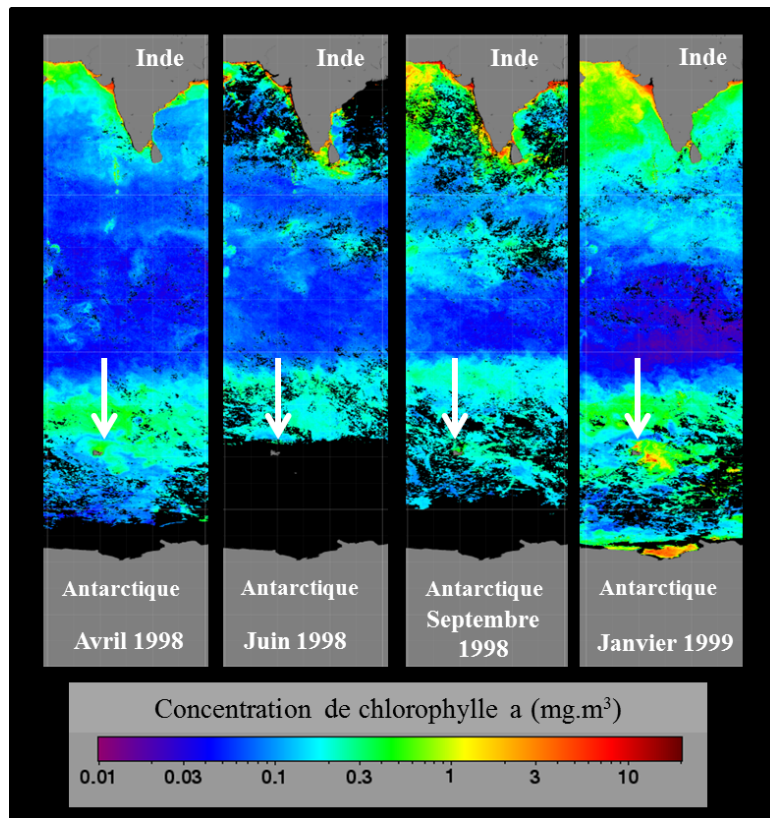 Inde
Inde
Inde
Inde
Antarctique
Antarctique
Antarctique
Antarctique
Avril 1998
Juin 1998
Septembre
1998
Janvier 1999
Concentration de chlorophylle a (mg.m³)
0.01 0.03 0.1 0.3 1 3 10